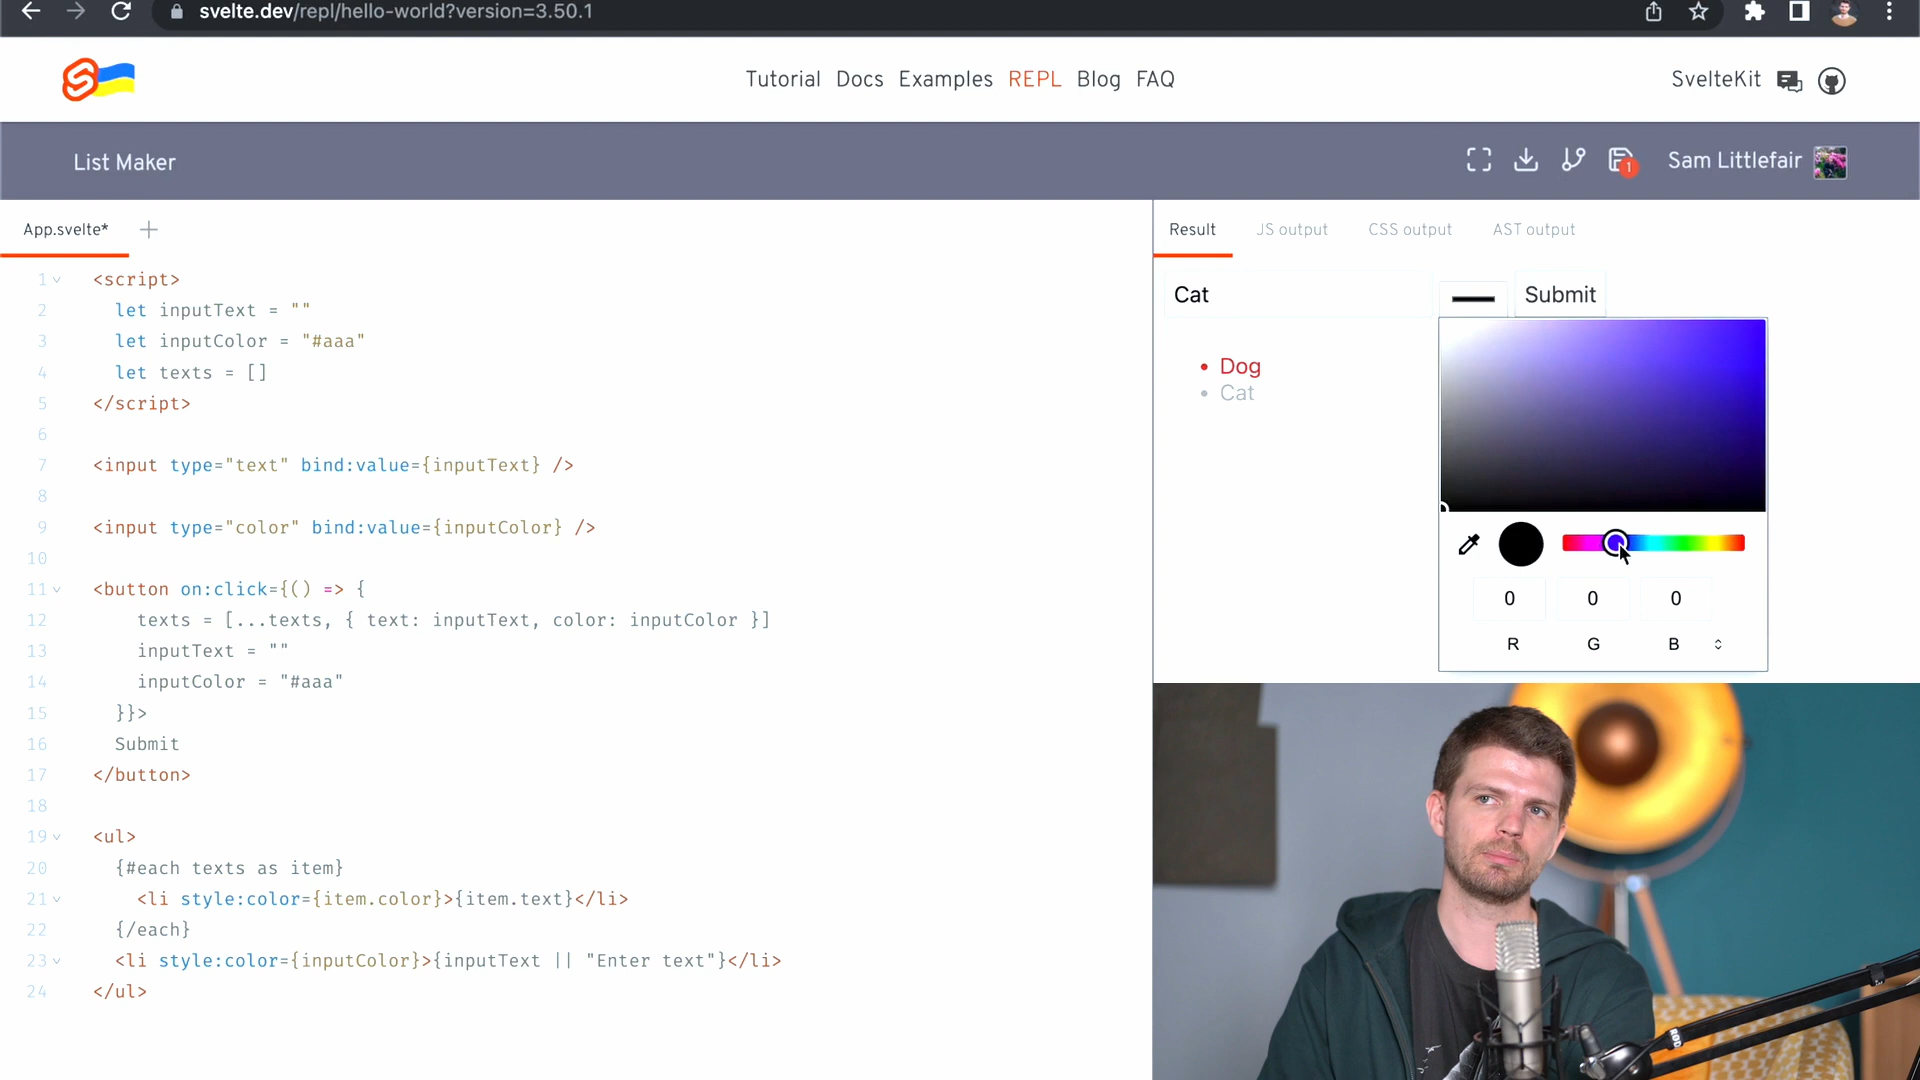 svelte.dev/repl/hello-world?version=3.50.1
Tutorial Docs Examples REPL Blog FAQ
SvelteKit
List Maker
1
Sam Littlefair
App.svelte*
Result JS output CSS output AST output
1 <script>
2 let inputText = ""
3 let inputColor = "#aaa"
4 let texts = []
5 </script>
6
7 <input type="text" bind:value={inputText} />
8
9 <input type="color" bind:value={inputColor} />
10
11 <button on:click={() => {
12 texts = [...texts, { text: inputText, color: inputColor }]
13 inputText = ""
14 inputColor = "#aaa"
15 }}>
16 Submit
17 </button>
18
19 <ul>
20 {#each texts as item}
21 <li style:color={item.color}>{item.text}</li>
22 {/each}
23 <li style:color={inputColor}>{inputText || "Enter text"}</li>
24 </ul>
Cat
Submit
• Dog
• Cat
0 0 0
R G B